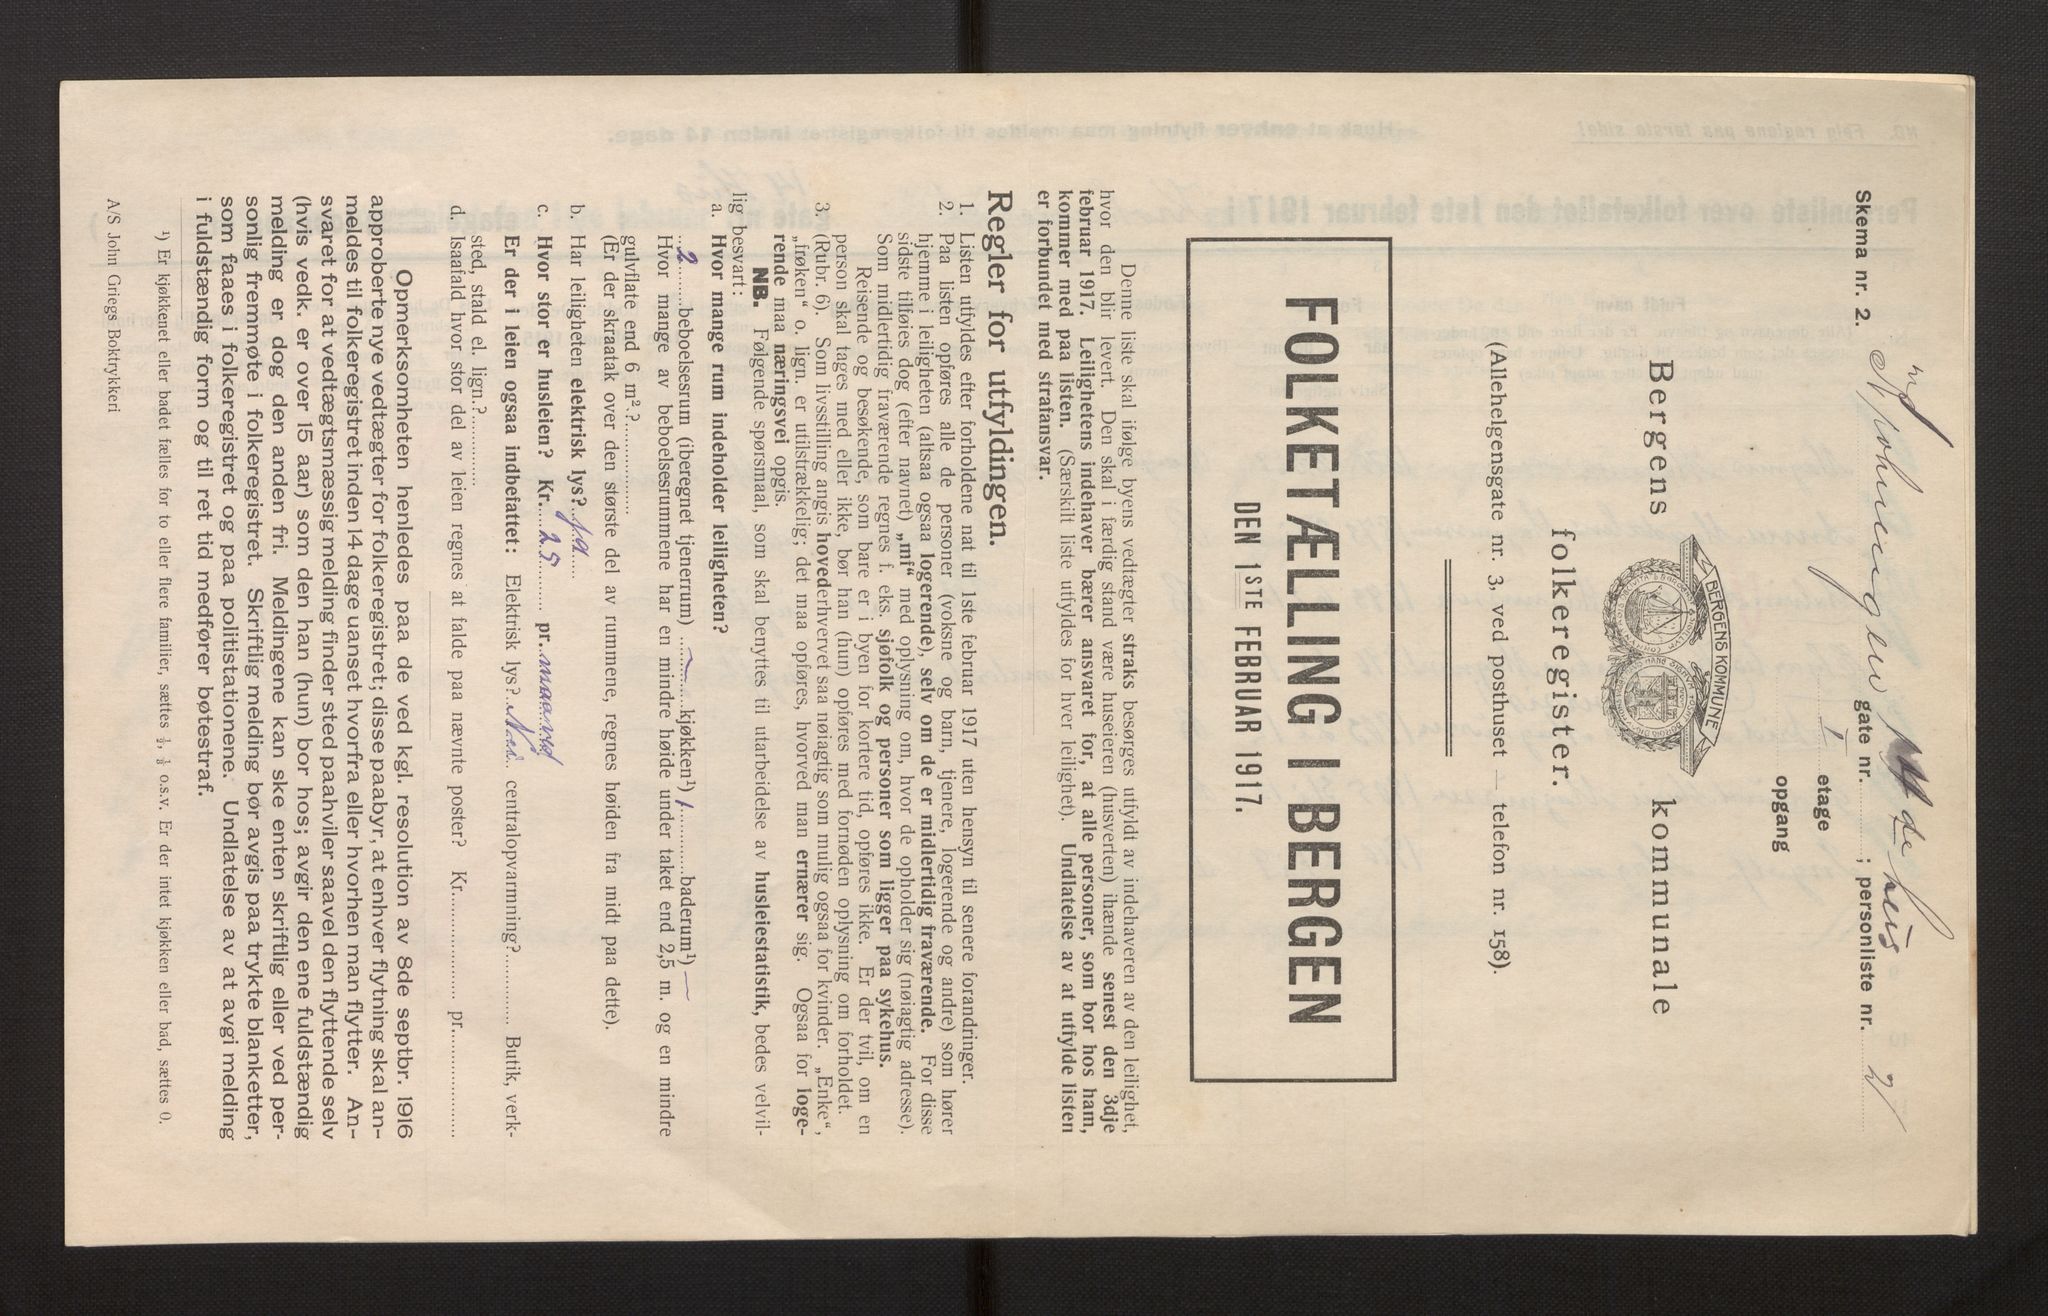 Skema nr. 2.
gate nr. ; personliste nr. 2
I etage
opgang
BERGENS KOMMUNE
Bergens kommunale
folkeregister.
(Allehelgensgate nr. 3, ved posthuset — telefon nr. 158).
FOLKETÆLLING I BERGEN
DEN 1STE FEBRUAR 1917.
Denne liste skal ifølge byens vedtægter straks besørges utfyldt av indehaveren av den leilighet,
hvor den blir levert. Den skal i færdig stand være huseieren (husverten) ihænde senest den 3dje
februar 1917. Leilighetens indehaver bærer ansvaret for, at alle personer, som bor hos ham,
kommer med paa listen. (Særskilt liste utfyldes for hver leilighet). Undlatelse av at utfylde listen
er forbundet med strafansvar.
Regler for utfyldingen.
1. Listen utfyldes efter forholdene nat til 1ste februar 1917 uten hensyn til senere forandringer.
2. Paa listen opføres alle de personer (voksne og barn, tjenere, logerende og andre) som hører
hjemme i leiligheten (altsaa ogsaa logerende), selv om de er midlertidig fraværende. For disse
sidste tilføies dog (efter navnet) „mf“ med oplysning om, hvor de opholder sig (nøiagtig adresse).
Som midlertidig fraværende regnes f. eks. sjøfolk og personer som ligger paa sykehus.
Reisende og besøkende, som bare er i byen for kortere tid, opføres ikke. Er der tvil, om en
person skal tages med eller ikke, bør han (hun) opføres med fornøden oplysning om forholdet.
3. (Rubr. 6). Som livsstilling angis hovederhvervet saa nøiagtig som mulig ogsaa for kvinder. „Enke“,
„frøken“ o. lign. er utilstrækkelig; det maa opføres, hvorved man ernærer sig. Ogsaa for loge-
rende maa næringsvei opgis.
NB. Følgende spørsmaal, som skal benyttes til utarbeidelse av husleiestatistik, bedes velvil-
lig besvart:
a. Hvor mange rum indeholder leiligheten?
2 beboelsesrum (iberegnet tjenerrum) kjøkken¹) 1 baderum¹) —
Hvor mange av beboelsesrummene har en mindre høide under taket end 2,5 m. og en mindre
gulvflate end 6 m².?
(Er der skraatak over den største del av rummene, regnes høiden fra midt paa dette).
b. Har leiligheten elektrisk lys? ja
c. Hvor stor er husleien? Kr. 25 pr. maaned
Er der i leien ogsaa indbefattet: Elektrisk lys? Nei centralopvarmning? Butik, verk-
sted, stald el. lign.?
d. Isaafald hvor stor del av leien regnes at falde paa nævnte poster? Kr. pr.
Opmerksomheten henledes paa de ved kgl. resolution av 8de septbr. 1916
approberte nye vedtægter for folkeregistret; disse paabyr, at enhver flytning skal an-
meldes til folkeregistret inden 14 dage uanset hvorfra eller hvorhen man flytter. An-
svaret for at vedtægtsmæssig melding finder sted paahviler saavel den flyttende selv
(hvis vedk. er over 15 aar) som den han (hun) bor hos; avgir den ene fuldstændig
melding er dog den anden fri. Meldingene kan ske enten skriftlig eller ved per-
sonlig fremmøte i folkeregistret. Skriftlig melding bør avgis paa trykte blanketter,
som faaes i folkeregistret og paa politistationene. Undlatelse av at avgi melding
i fuldstændig form og til ret tid medfører bøtestraf.
¹) Er kjøkkenet eller badet fælles for to eller flere familier, sættes ½, ⅓ o.s.v. Er der intet kjøkken eller bad, sættes 0.
A/S John Griegs Boktrykkeri